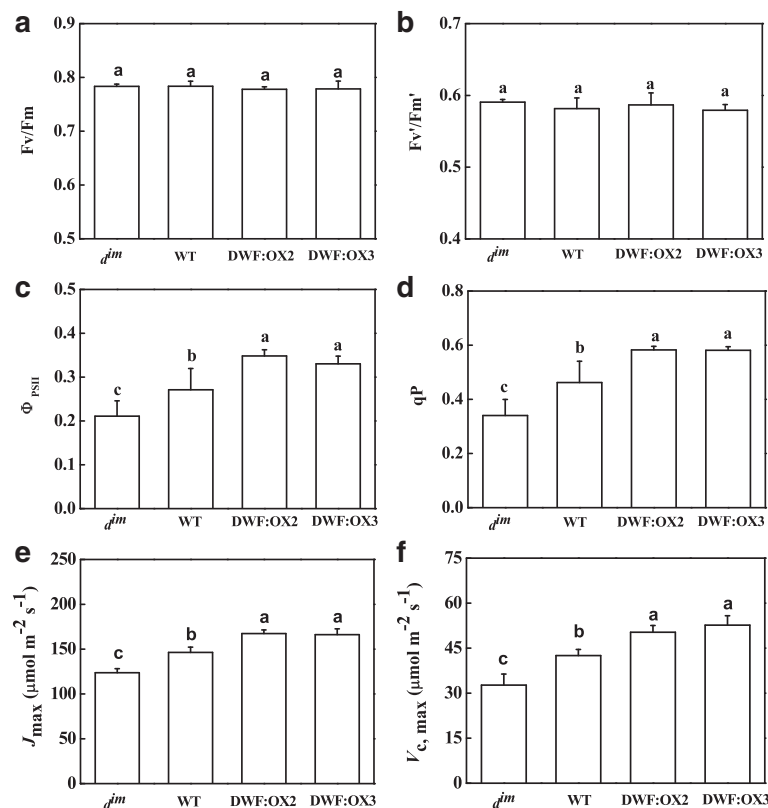 a
0.9
0.8
0.7
0.6
0.5
Fv/Fm
a a a a
d^im WT DWF:OX2 DWF:OX3
b
0.7
0.6
0.5
0.4
Fv'/Fm'
a a a a
d^im WT DWF:OX2 DWF:OX3
c
0.5
0.4
0.3
0.2
0.1
0.0
Φ PSII
c b a a
d^im WT DWF:OX2 DWF:OX3
d
0.8
0.6
0.4
0.2
0.0
qP
c b a a
d^im WT DWF:OX2 DWF:OX3
e
250
200
150
100
50
0
J max (μmol m⁻² s⁻¹)
c b a a
d^im WT DWF:OX2 DWF:OX3
f
75
60
45
30
15
0
V c, max (μmol m⁻² s⁻¹)
c b a a
d^im WT DWF:OX2 DWF:OX3